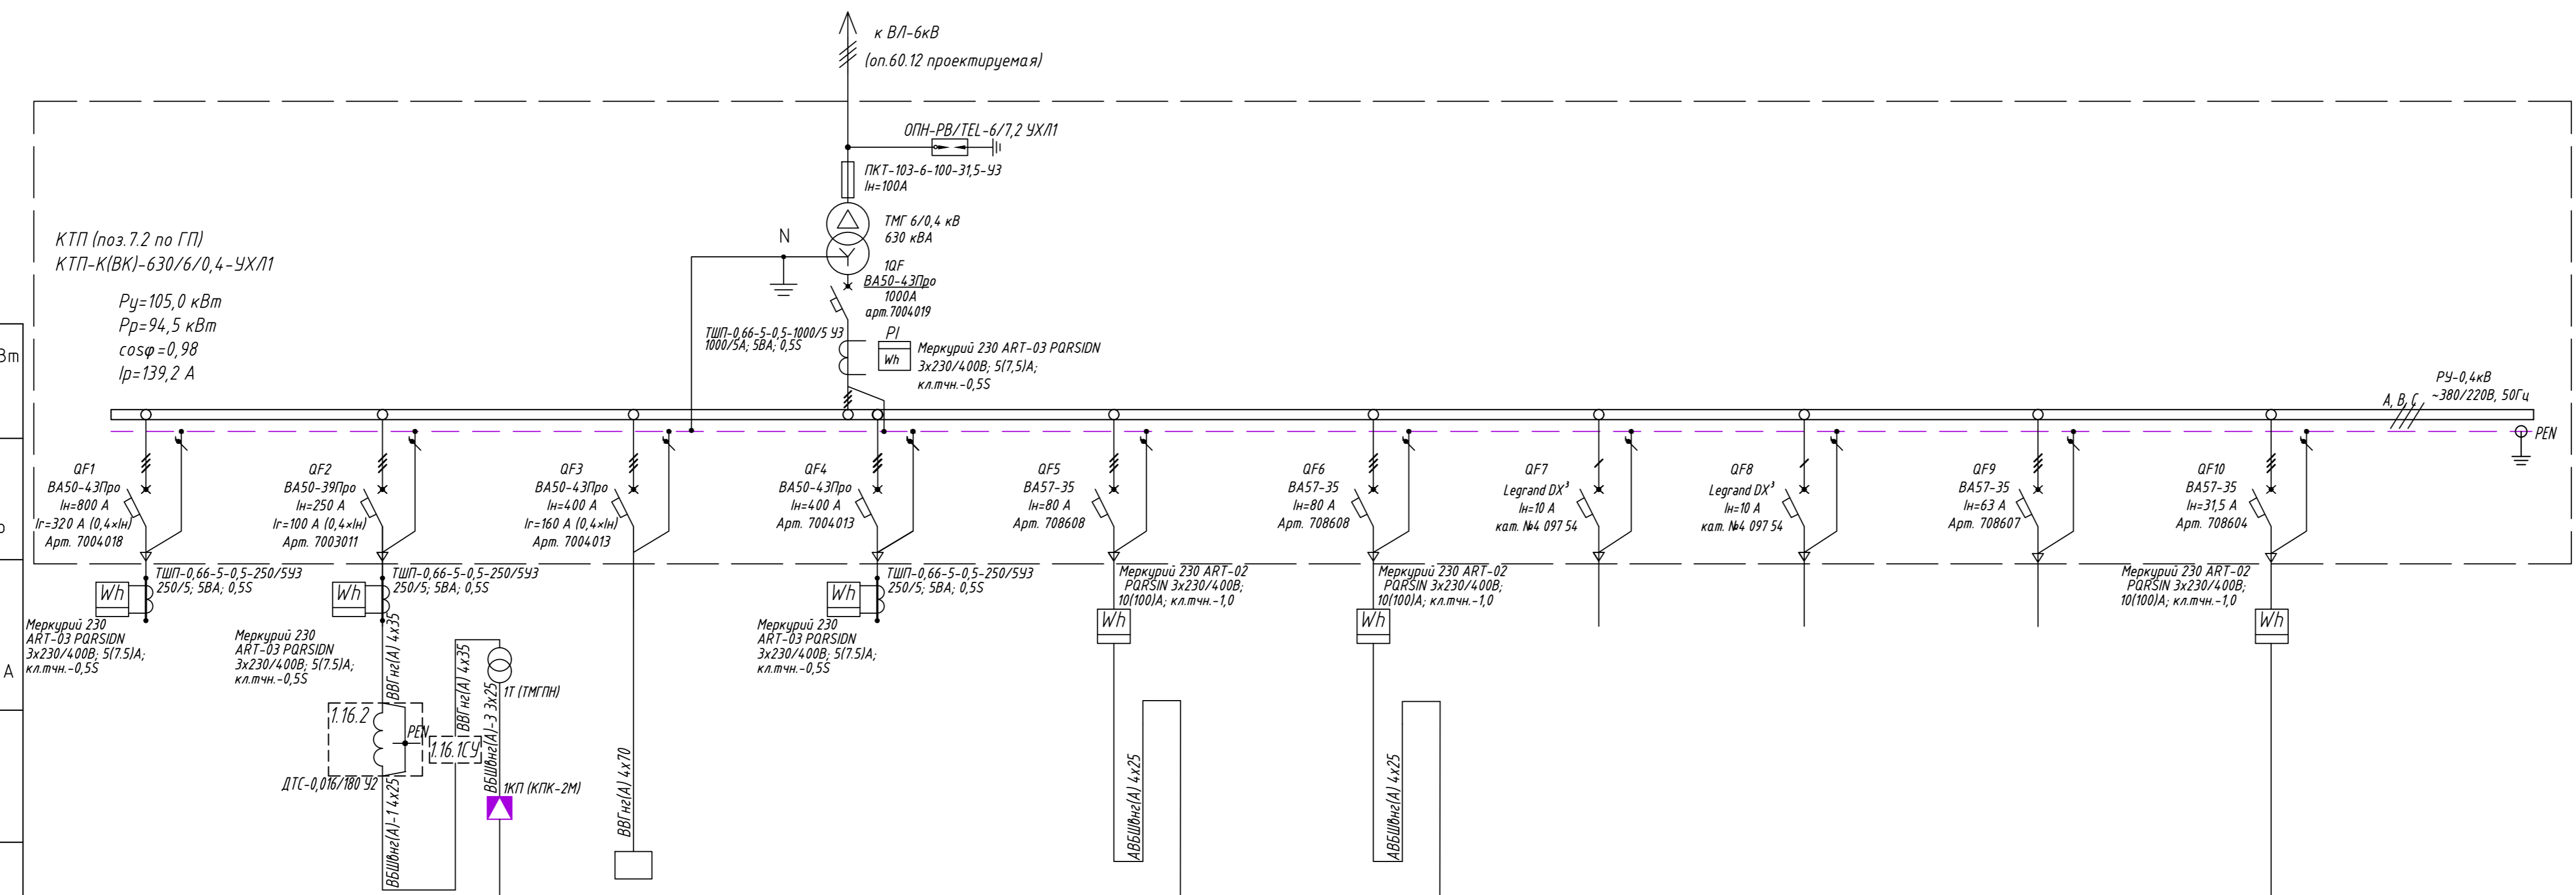 к ВЛ-6кВ
(оп.60.12 проектируемая)
ОПН-РВ/TEL-6/7,2 УХЛ1
ПКТ-103-6-100-31,5-У3
Iн=100А
ТМГ 6/0,4 кВ
630 кВА
N
КТП (поз.7.2 по ГП)
КТП-К(ВК)-630/6/0,4-УХЛ1
Ру=105,0 кВт
Рр=94,5 кВт
cosφ=0,98
Iр=139,2 А
1QF
ВА50-43Про
1000А
арт.7004019
ТШП-0,66-5-0,5-1000/5 У3
1000/5А; 5ВА; 0,5S
PI
Wh
Меркурий 230 ART-03 PQRSIDN
3х230/400В; 5(7,5)А;
кл.тчн.-0,5S
РУ-0,4кВ
~380/220В, 50Гц
А, В, С
PEN
Вт
А
QF1
ВА50-43Про
Iн=800 А
Ir=320 А (0,4×Iн)
Арт. 7004018
QF2
ВА50-39Про
Iн=250 А
Ir=100 А (0,4×Iн)
Арт. 7003011
QF3
ВА50-43Про
Iн=400 А
Ir=160 А (0,4×Iн)
Арт. 7004013
QF4
ВА50-43Про
Iн=400 А
Арт. 7004013
QF5
ВА57-35
Iн=80 А
Арт. 708608
QF6
ВА57-35
Iн=80 А
Арт. 708608
QF7
Legrand DX³
Iн=10 А
кат. №4 097 54
QF8
Legrand DX³
Iн=10 А
кат. №4 097 54
QF9
ВА57-35
Iн=63 А
Арт. 708607
QF10
ВА57-35
Iн=31,5 А
Арт. 708604
ТШП-0,66-5-0,5-250/5У3
250/5; 5ВА; 0,5S
Wh
Меркурий 230
ART-03 PQRSIDN
3х230/400В; 5(7.5)А;
кл.тчн.-0,5S
ТШП-0,66-5-0,5-250/5У3
250/5; 5ВА; 0,5S
Wh
Меркурий 230
ART-03 PQRSIDN
3х230/400В; 5(7.5)А;
кл.тчн.-0,5S
ТШП-0,66-5-0,5-250/5У3
250/5; 5ВА; 0,5S
Wh
Меркурий 230
ART-03 PQRSIDN
3х230/400В; 5(7.5)А;
кл.тчн.-0,5S
Меркурий 230 ART-02
PQRSIN 3х230/400В;
10(100)А; кл.тчн.-1,0
Wh
Меркурий 230 ART-02
PQRSIN 3х230/400В;
10(100)А; кл.тчн.-1,0
Wh
Меркурий 230 ART-02
PQRSIN 3х230/400В;
10(100)А; кл.тчн.-1,0
Wh
ВВГнг(А) 4х35
1.16.2
PEN
ДТС-0,016/180 У2
ВБШвнг(А)-1 4х25
ВВГнг(А) 4х35
1.16.1СУ
1Т (ТМГПН)
ВБШвнг(А)-3 3х25
1КП (КПК-2М)
ВВГнг(А) 4х70
АВБШвнг(А) 4х25
АВБШвнг(А) 4х25